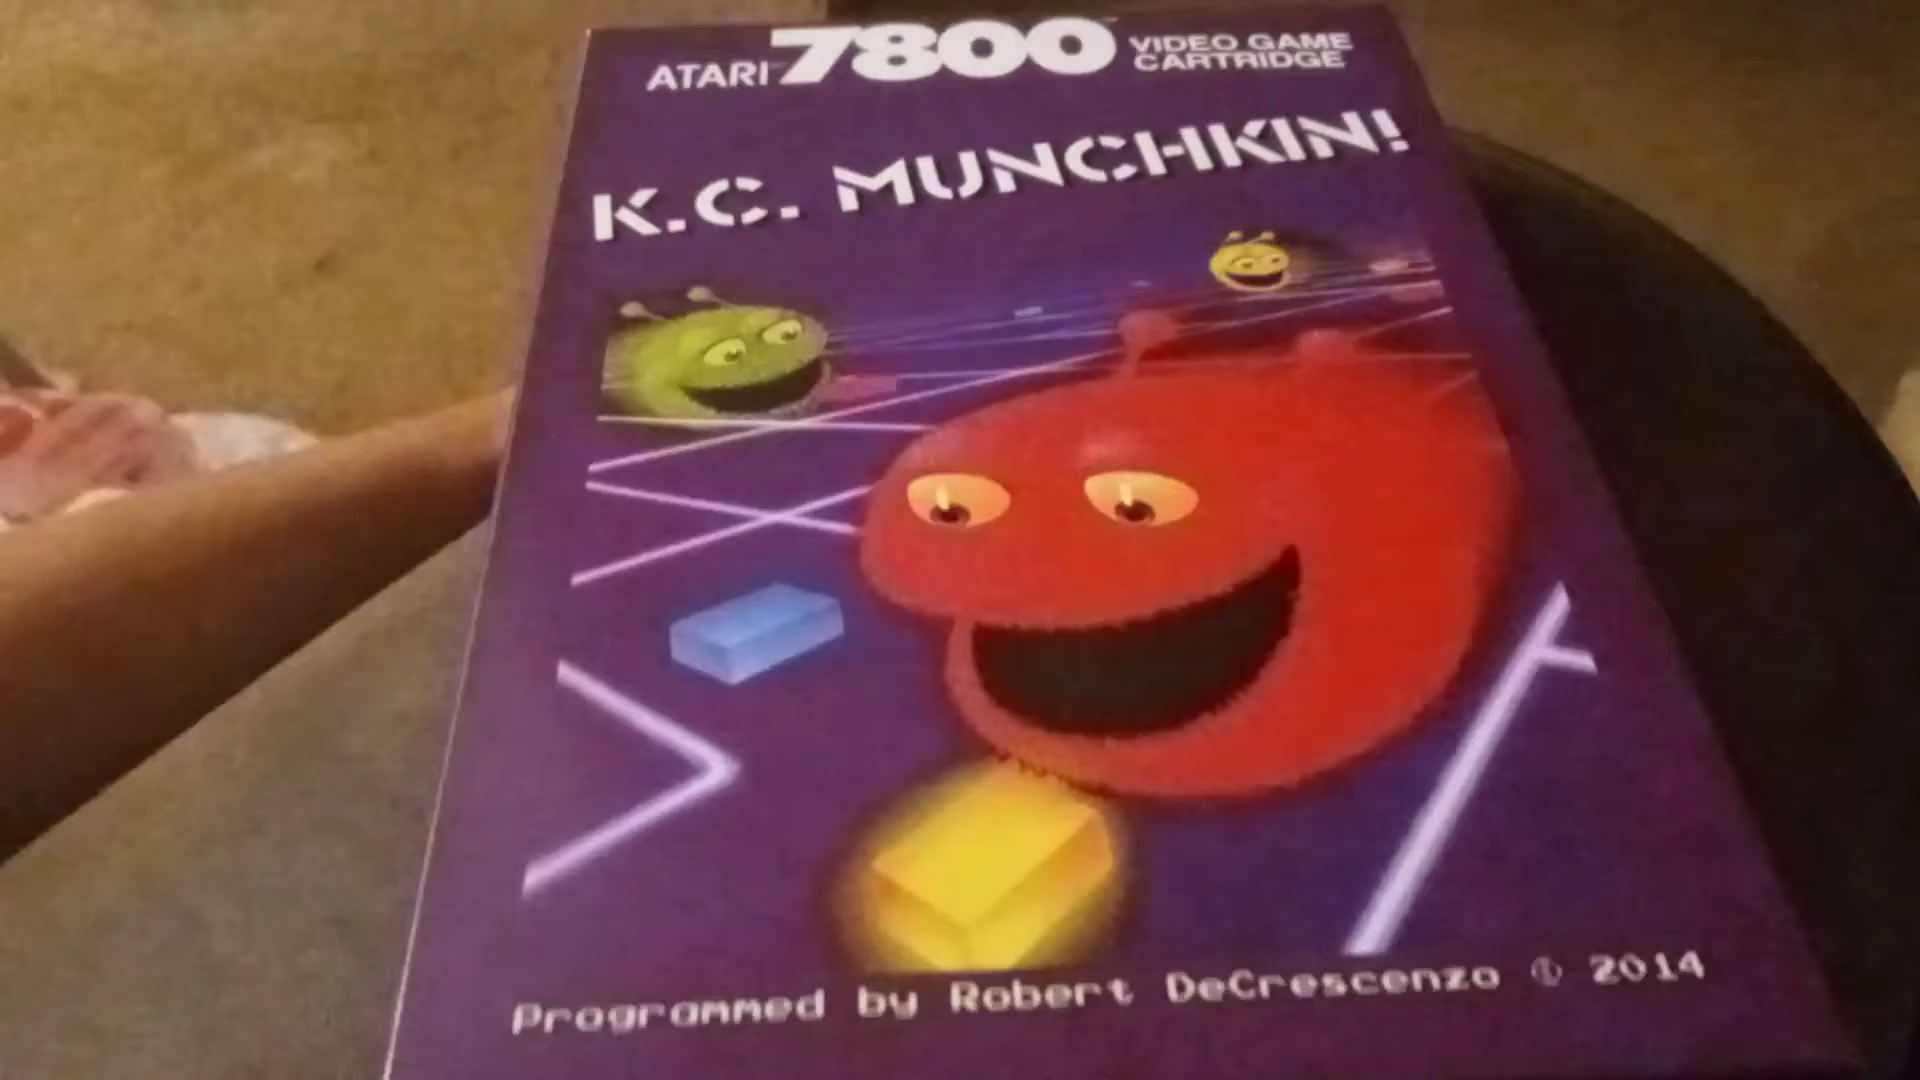 ATARI 7800 VIDEO GAME
CARTRIDGE
K.C. MUNCHKIN!
Programmed by Robert DeCrescenzo © 2014